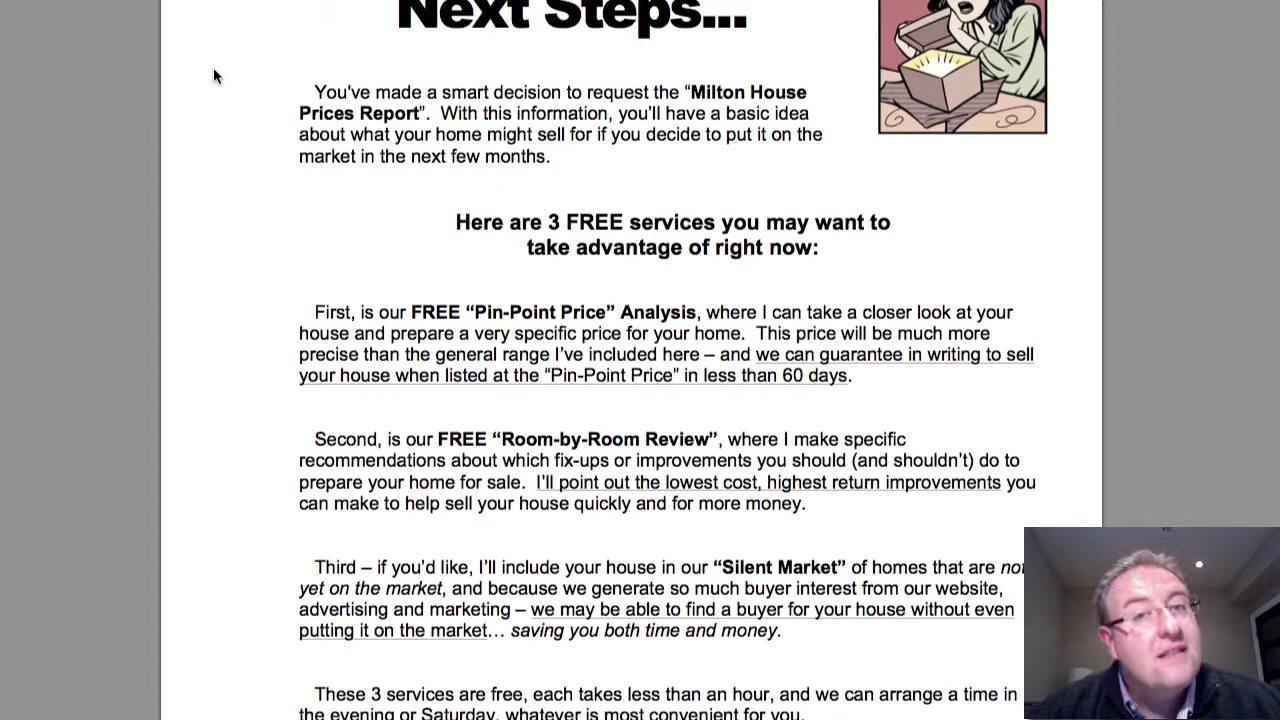 Next Steps...
You've made a smart decision to request the “Milton House
Prices Report”.  With this information, you’ll have a basic idea
about what your home might sell for if you decide to put it on the
market in the next few months.
Here are 3 FREE services you may want to
take advantage of right now:
First, is our FREE “Pin-Point Price” Analysis, where I can take a closer look at your
house and prepare a very specific price for your home.  This price will be much more
precise than the general range I’ve included here – and we can guarantee in writing to sell
your house when listed at the “Pin-Point Price” in less than 60 days.
Second, is our FREE “Room-by-Room Review”, where I make specific
recommendations about which fix-ups or improvements you should (and shouldn’t) do to
prepare your home for sale.  I’ll point out the lowest cost, highest return improvements you
can make to help sell your house quickly and for more money.
Third – if you’d like, I’ll include your house in our “Silent Market” of homes that are not
yet on the market, and because we generate so much buyer interest from our website,
advertising and marketing – we may be able to find a buyer for your house without even
putting it on the market… saving you both time and money.
These 3 services are free, each takes less than an hour, and we can arrange a time in
the evening or Saturday, whatever is most convenient for you.